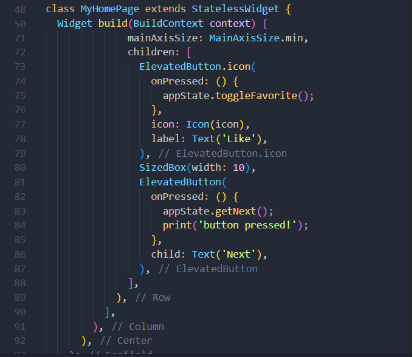 48 class MyHomePage extends StatelessWidget {
50   Widget build(BuildContext context) {
71             mainAxisSize: MainAxisSize.min,
72             children: [
73               ElevatedButton.icon(
74                 onPressed: () {
75                   appState.toggleFavorite();
76                 },
77                 icon: Icon(icon),
78                 label: Text('Like'),
79               ), // ElevatedButton.icon
80               SizedBox(width: 10),
81               ElevatedButton(
82                 onPressed: () {
83                   appState.getNext();
84                   print('button pressed!');
85                 },
86                 child: Text('Next'),
87               ), // ElevatedButton
88             ],
89           ), // Row
90         ],
91       ), // Column
92     ), // Center
93   ); // Scaffold